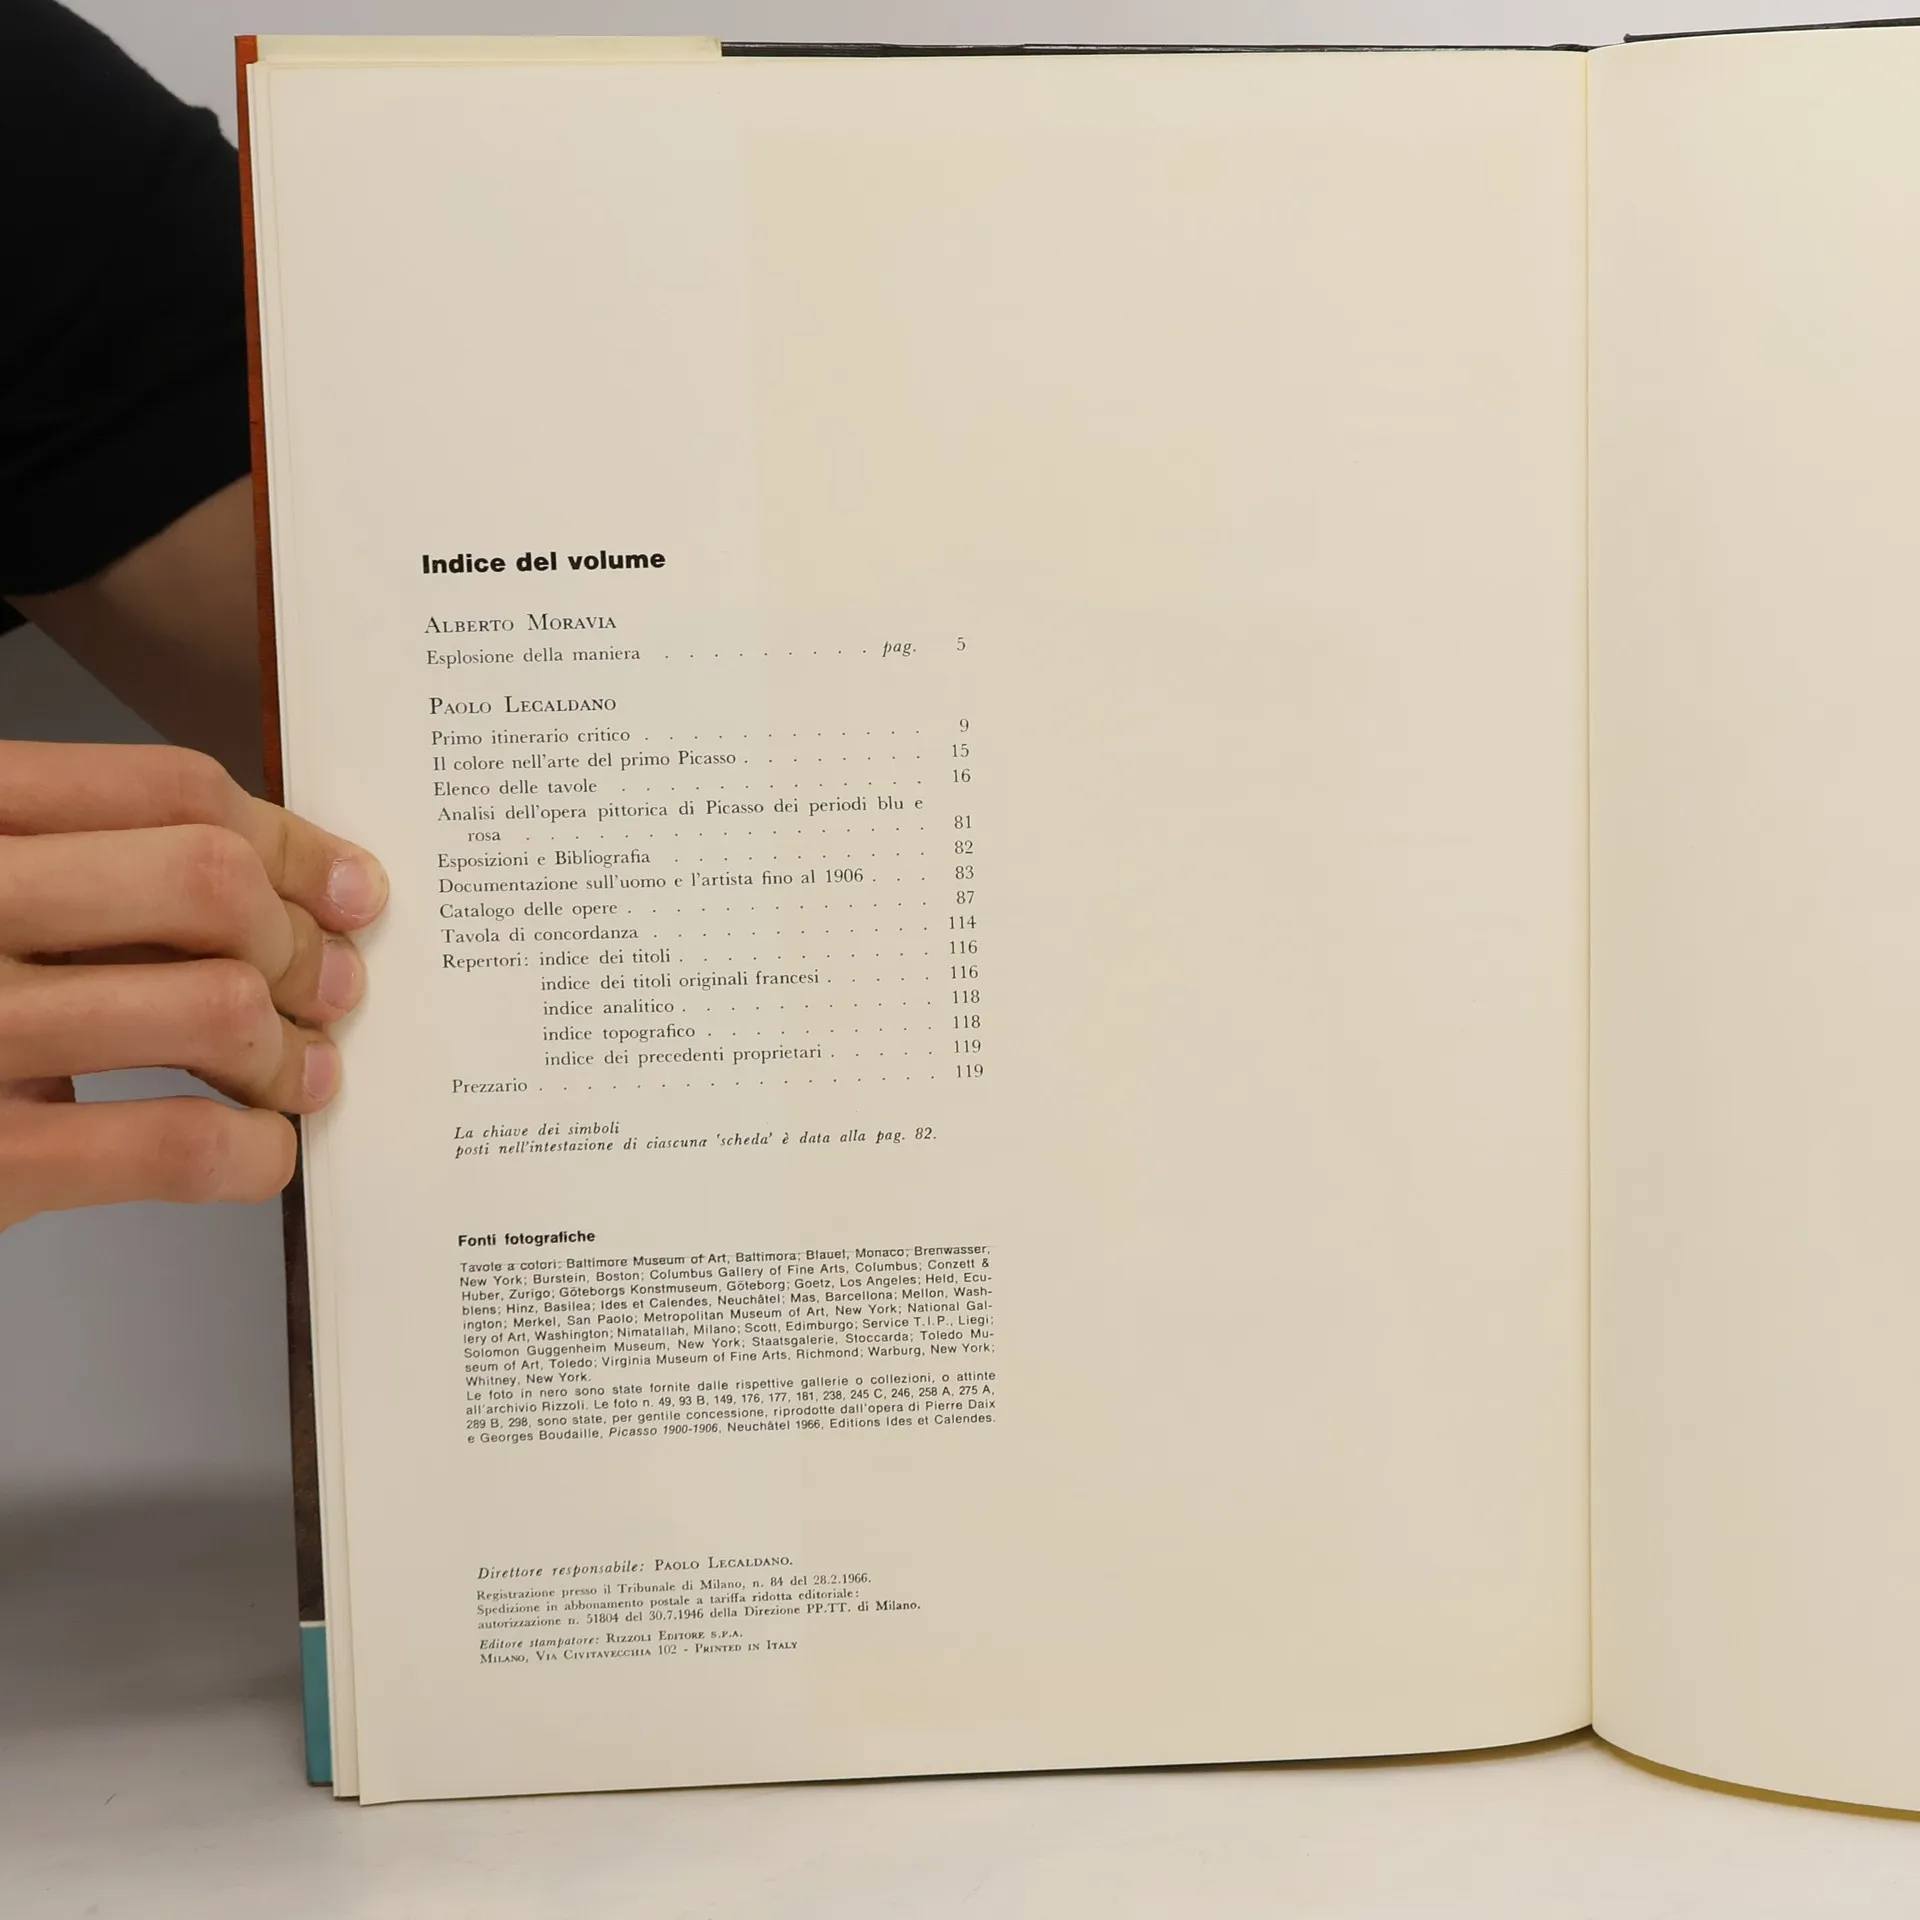 Indice del volume
ALBERTO MORAVIA
Esplosione della maniera . . . . . . . . . pag. 5
PAOLO LECALDANO
Primo itinerario critico . . . . . . . . . . . . 9
Il colore nell'arte del primo Picasso . . . . . . . . 15
Elenco delle tavole . . . . . . . . . . . . . 16
Analisi dell'opera pittorica di Picasso dei periodi blu e
rosa . . . . . . . . . . . . . . . . . 81
Esposizioni e Bibliografia . . . . . . . . . . . 82
Documentazione sull'uomo e l'artista fino al 1906 . . . 83
Catalogo delle opere . . . . . . . . . . . . . 87
Tavola di concordanza . . . . . . . . . . . . 114
Repertori: indice dei titoli . . . . . . . . . . . 116
indice dei titoli originali francesi . . . . . 116
indice analitico . . . . . . . . . . . 118
indice topografico . . . . . . . . . . 118
indice dei precedenti proprietari . . . . . 119
Prezzario . . . . . . . . . . . . . . . . . 119
La chiave dei simboli
posti nell'intestazione di ciascuna 'scheda' è data alla pag. 82.
Fonti fotografiche
Tavole a colori: Baltimore Museum of Art, Baltimora; Blauel, Monaco; Brenwasser,
New York; Burstein, Boston; Columbus Gallery of Fine Arts, Columbus; Conzett &
Huber, Zurigo; Göteborgs Konstmuseum, Göteborg; Goetz, Los Angeles; Held, Ecu-
blens; Hinz, Basilea; Ides et Calendes, Neuchâtel; Mas, Barcellona; Mellon, Wash-
ington; Merkel, San Paolo; Metropolitan Museum of Art, New York; National Gal-
lery of Art, Washington; Nimatallah, Milano; Scott, Edimburgo; Service T.I.P., Liegi;
Solomon Guggenheim Museum, New York; Staatsgalerie, Stoccarda; Toledo Mu-
seum of Art, Toledo; Virginia Museum of Fine Arts, Richmond; Warburg, New York;
Whitney, New York.
Le foto in nero sono state fornite dalle rispettive gallerie o collezioni, o attinte
all'archivio Rizzoli. Le foto n. 49, 93 B, 149, 176, 177, 181, 238, 245 C, 246, 258 A, 275 A,
289 B, 298, sono state, per gentile concessione, riprodotte dall'opera di Pierre Daix
e Georges Boudaille, Picasso 1900-1906, Neuchâtel 1966, Editions Ides et Calendes.
Direttore responsabile: PAOLO LECALDANO.
Registrazione presso il Tribunale di Milano, n. 84 del 28.2.1966.
Spedizione in abbonamento postale a tariffa ridotta editoriale:
autorizzazione n. 51804 del 30.7.1946 della Direzione PP.TT. di Milano.
Editore stampatore: RIZZOLI EDITORE S.P.A.
MILANO, VIA CIVITAVECCHIA 102 - PRINTED IN ITALY